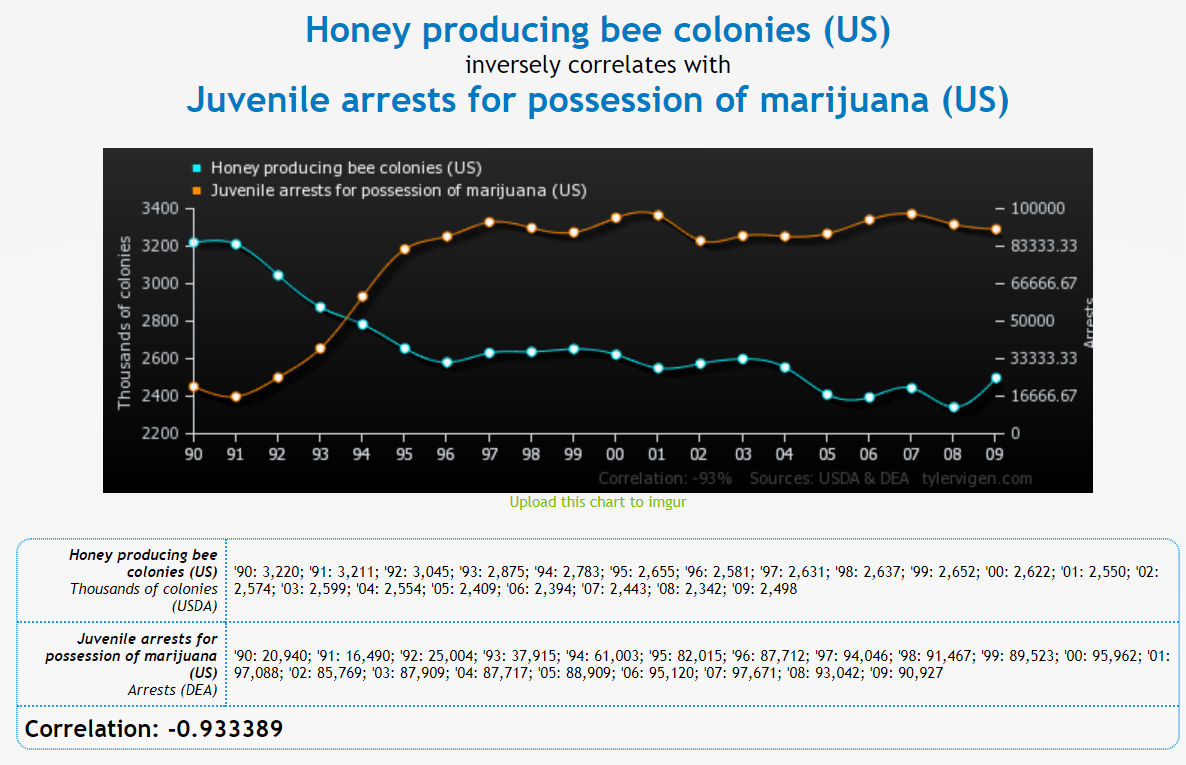 Honey producing bee colonies (US)
inversely correlates with
Juvenile arrests for possession of marijuana (US)
Honey producing bee colonies (US)
Juvenile arrests for possession of marijuana (US)
Thousands of colonies
3400
3200
3000
2800
2600
2400
2200
100000
83333.33
66666.67
50000
33333.33
16666.67
0
Arrests
90 91 92 93 94 95 96 97 98 99 00 01 02 03 04 05 06 07 08 09
Correlation: -93% Sources: USDA & DEA tylervigen.com
Upload this chart to imgur
Honey producing bee
colonies (US)
Thousands of colonies
(USDA)
'90: 3,220; '91: 3,211; '92: 3,045; '93: 2,875; '94: 2,783; '95: 2,655; '96: 2,581; '97: 2,631; '98: 2,637; '99: 2,652; '00: 2,622; '01: 2,550; '02:
2,574; '03: 2,599; '04: 2,554; '05: 2,409; '06: 2,394; '07: 2,443; '08: 2,342; '09: 2,498
Juvenile arrests for
possession of marijuana
(US)
Arrests (DEA)
'90: 20,940; '91: 16,490; '92: 25,004; '93: 37,915; '94: 61,003; '95: 82,015; '96: 87,712; '97: 94,046; '98: 91,467; '99: 89,523; '00: 95,962; '01:
97,088; '02: 85,769; '03: 87,909; '04: 87,717; '05: 88,909; '06: 95,120; '07: 97,671; '08: 93,042; '09: 90,927
Correlation: -0.933389